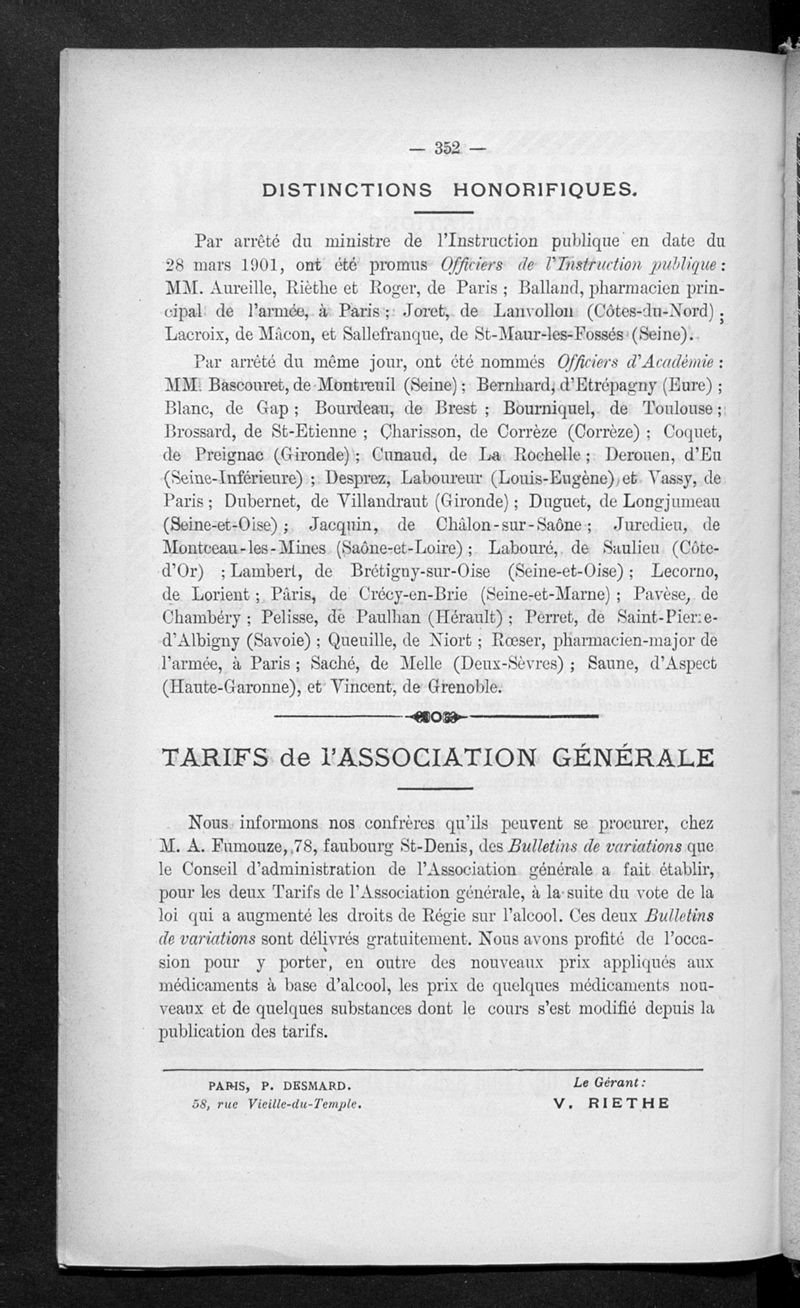 — 352 —
DISTINCTIONS HONORIFIQUES.
Par arrêté du ministre de l'Instruction publique en date du
28 mars 1901, ont été promus Officiers de l'Instruction publique :
MM. Aureille, Rièthe et Roger, de Paris ; Balland, pharmacien prin-
cipal de l'armée, à Paris ; Joret, de Lanvollon (Côtes-du-Nord) ;
Lacroix, de Mâcon, et Sallefranque, de St-Maur-les-Fossés (Seine).
Par arrêté du même jour, ont été nommés Officiers d'Académie :
MM. Bascouret, de Montreuil (Seine) ; Bernhard, d'Etrépagny (Eure) ;
Blanc, de Gap ; Bourdeau, de Brest ; Bourniquel, de Toulouse ;
Brossard, de St-Etienne ; Charisson, de Corrèze (Corrèze) ; Coquet,
de Preignac (Gironde) ; Cunaud, de La Rochelle ; Derouen, d'Eu
(Seine-Inférieure) ; Desprez, Laboureur (Louis-Eugène) et Vassy, de
Paris ; Dubernet, de Villandraut (Gironde) ; Duguet, de Longjumeau
(Seine-et-Oise) ; Jacquin, de Châlon-sur-Saône ; Juredieu, de
Montceau-les-Mines (Saône-et-Loire) ; Labouré, de Saulieu (Côte-
d'Or) ; Lambert, de Brétigny-sur-Oise (Seine-et-Oise) ; Lecorno,
de Lorient ; Pâris, de Crécy-en-Brie (Seine-et-Marne) ; Pavèse, de
Chambéry ; Pelisse, de Paulhan (Hérault) ; Perret, de Saint-Pierre-
d'Albigny (Savoie) ; Queuille, de Niort ; Rœser, pharmacien-major de
l'armée, à Paris ; Saché, de Melle (Deux-Sèvres) ; Saune, d'Aspect
(Haute-Garonne), et Vincent, de Grenoble.
TARIFS de l'ASSOCIATION GÉNÉRALE
Nous informons nos confrères qu'ils peuvent se procurer, chez
M. A. Fumouze, 78, faubourg St-Denis, des Bulletins de variations que
le Conseil d'administration de l'Association générale a fait établir,
pour les deux Tarifs de l'Association générale, à la suite du vote de la
loi qui a augmenté les droits de Régie sur l'alcool. Ces deux Bulletins
de variations sont délivrés gratuitement. Nous avons profité de l'occa-
sion pour y porter, en outre des nouveaux prix appliqués aux
médicaments à base d'alcool, les prix de quelques médicaments nou-
veaux et de quelques substances dont le cours s'est modifié depuis la
publication des tarifs.
PARIS, P. DESMARD.
58, rue Vieille-du-Temple.
Le Gérant :
V. RIETHE